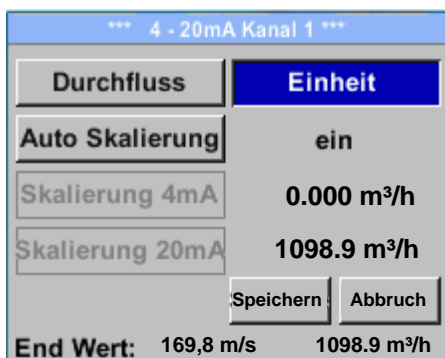 *** 4 - 20mA Kanal 1 ***
Durchfluss Einheit
Auto Skalierung ein
Skalierung 4mA 0.000 m³/h
Skalierung 20mA 1098.9 m³/h
Speichern Abbruch
End Wert: 169,8 m/s 1098.9 m³/h